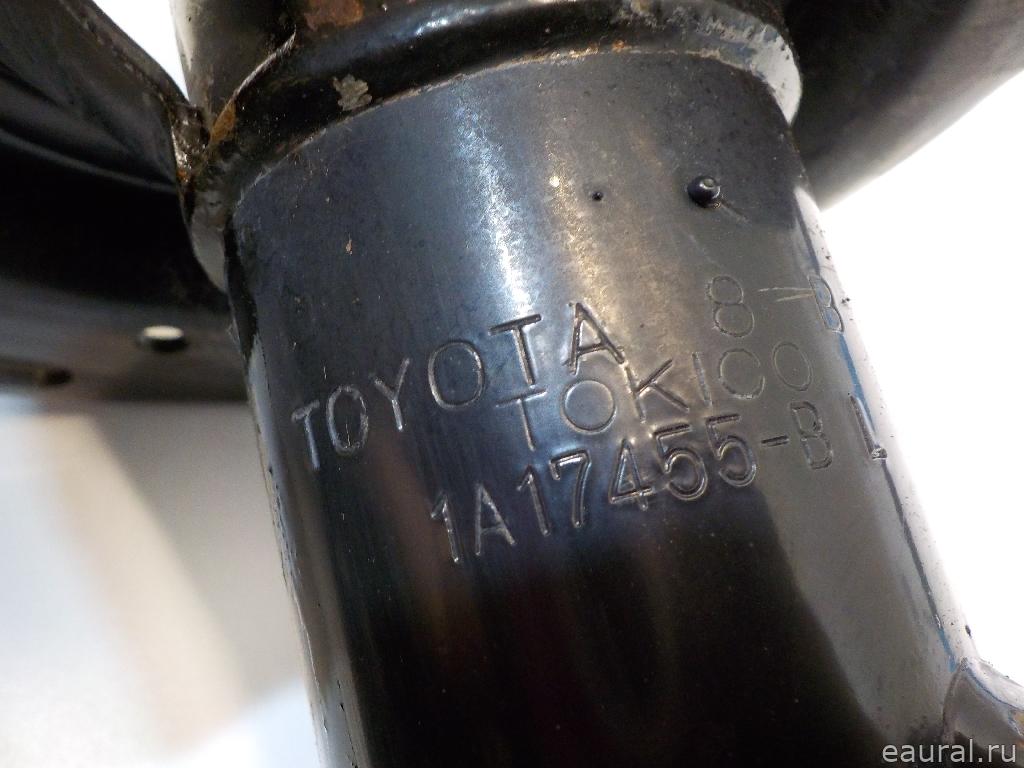 TOYOTA 8-B
TOKICO
1A17455-B L
eaural.ru